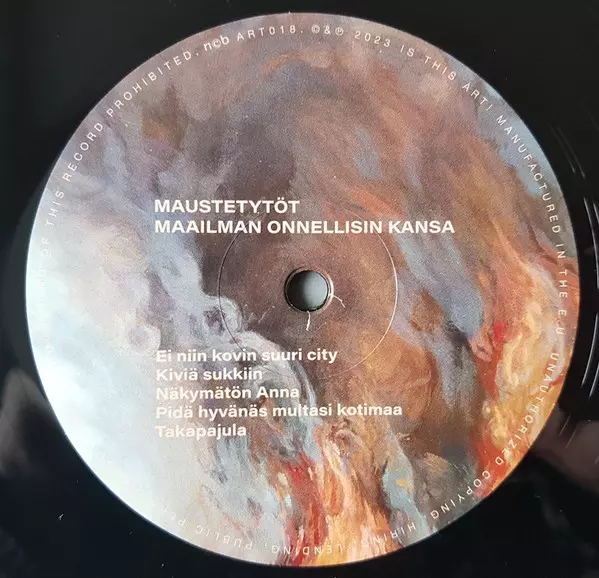 MAUSTETYTÖT
MAAILMAN ONNELLISIN KANSA
Ei niin kovin suuri city
Kiviä sukkiin
Näkymätön Anna
Pidä hyvänäs multasi kotimaa
Takapajula
OF THIS RECORD PROHIBITED. ncb ART018. ©&℗ 2023 IS THIS ART! MANUFACTURED IN THE E.U. UNAUTHORIZED COPYING, HIRING, LENDING, PUBLIC